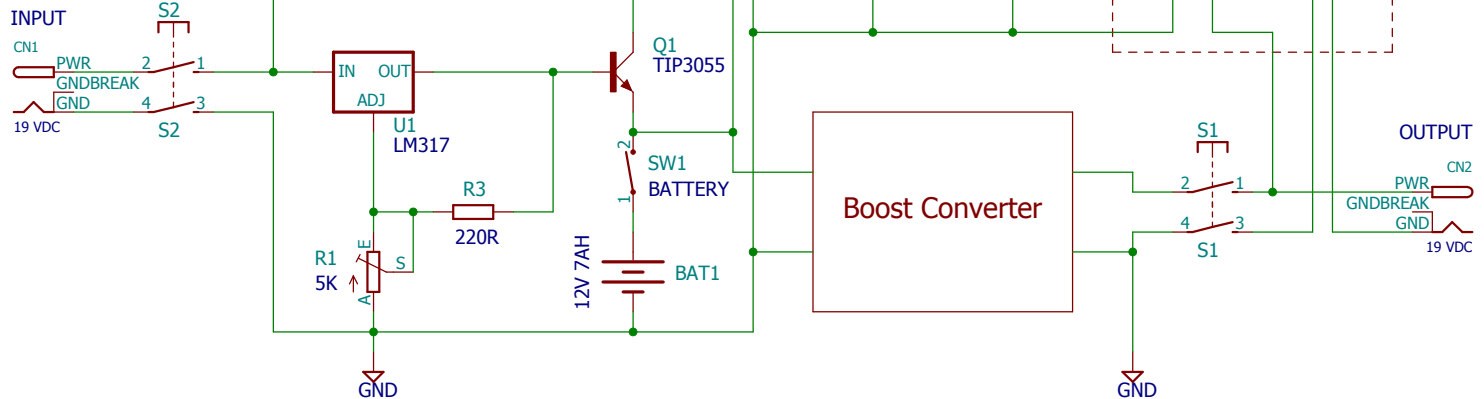 S2
INPUT
CN1
PWR
2
1
GNDBREAK
GND
4
3
19 VDC
S2
IN
OUT
ADJ
U1
LM317
Q1
TIP3055
2
SW1
BATTERY
1
R3
220R
E
R1
S
5K
A
12V 7AH
BAT1
GND
Boost Converter
S1
2
1
4
3
S1
OUTPUT
CN2
PWR
GNDBREAK
GND
19 VDC
GND